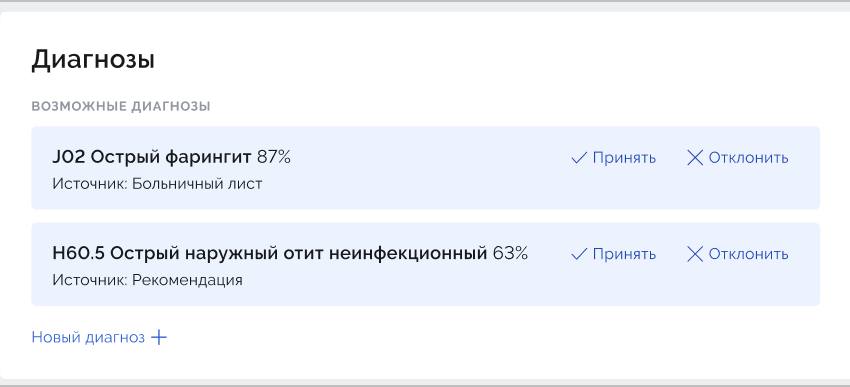 Диагнозы
ВОЗМОЖНЫЕ ДИАГНОЗЫ
J02 Острый фарингит 87%
Принять
Отклонить
Источник: Больничный лист
H60.5 Острый наружный отит неинфекционный 63%
Принять
Отклонить
Источник: Рекомендация
Новый диагноз